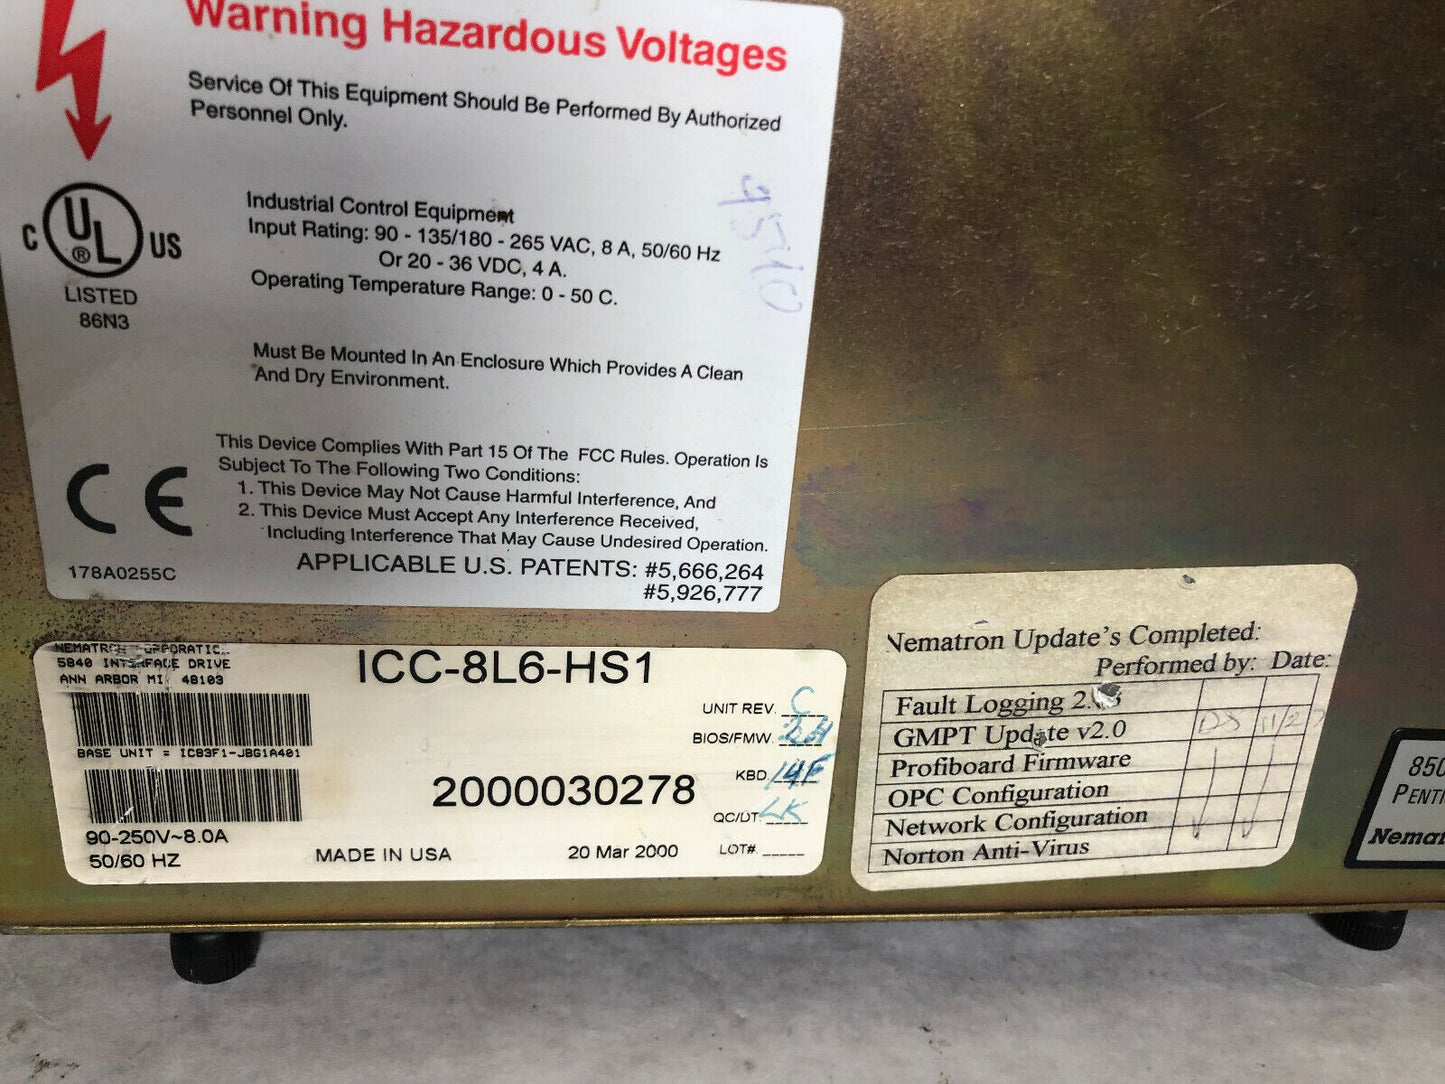 Warning Hazardous Voltages
Service Of This Equipment Should Be Performed By Authorized
Personnel Only.
C UL ® US
LISTED
86N3
Industrial Control Equipment
Input Rating: 90 - 135/180 - 265 VAC, 8 A, 50/60 Hz
Or 20 - 36 VDC, 4 A.
Operating Temperature Range: 0 - 50 C.
Must Be Mounted In An Enclosure Which Provides A Clean
And Dry Environment.
CE
This Device Complies With Part 15 Of The FCC Rules. Operation Is
Subject To The Following Two Conditions:
1. This Device May Not Cause Harmful Interference, And
2. This Device Must Accept Any Interference Received,
Including Interference That May Cause Undesired Operation.
APPLICABLE U.S. PATENTS: #5,666,264
#5,926,777
178A0255C
5840 INTERFACE DRIVE
ANN ARBOR MI 48103
ICC-8L6-HS1
BASE UNIT = ICB3F1-JBG1A401
2000030278
90-250V~8.0A
50/60 HZ
MADE IN USA
20 Mar 2000
UNIT REV. C
BIOS/FMW.
KBD.
QC/DT. LK
LOT#.
Nematron Update's Completed:
Performed by: Date:
Fault Logging
GMPT Update v2.0
Profiboard Firmware
OPC Configuration
Network Configuration
Norton Anti-Virus
DS